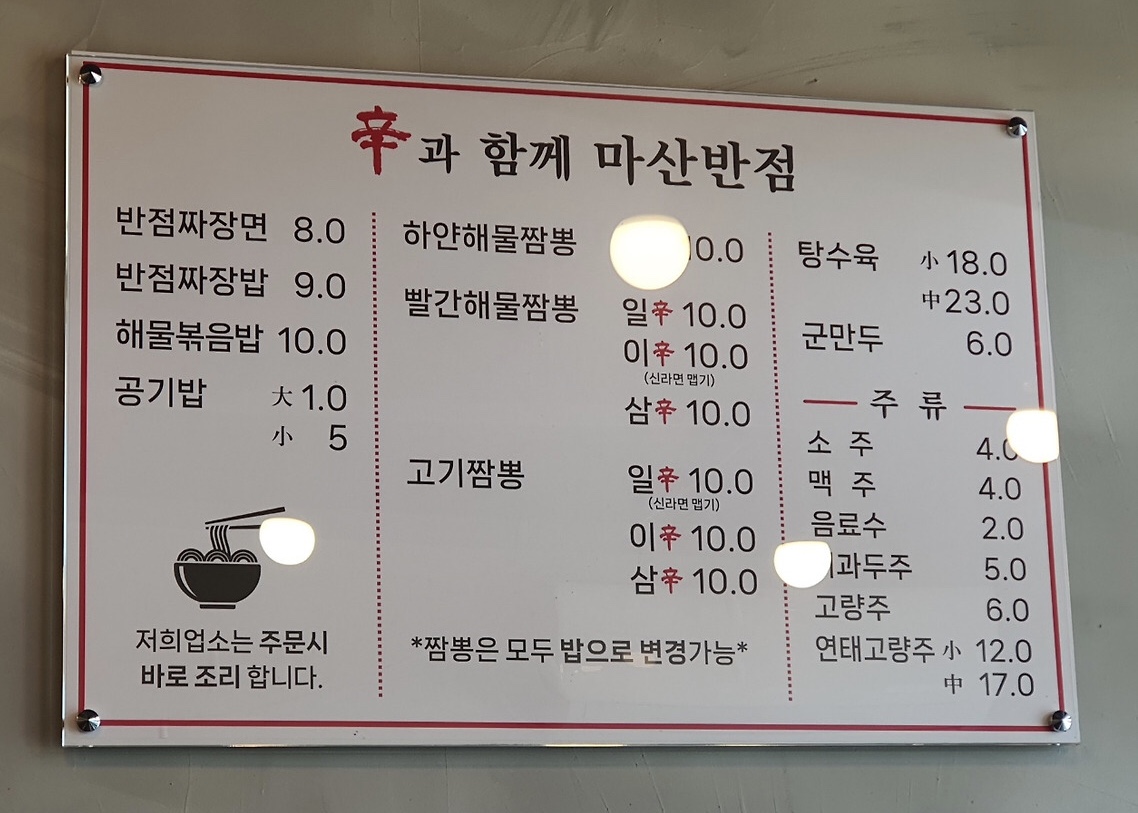 辛과 함께 마산반점
반점짜장면 8.0
반점짜장밥 9.0
해물볶음밥 10.0
공기밥 大 1.0
小 5
저희업소는 주문시
바로 조리 합니다.
하얀해물짬뽕 10.0
빨간해물짬뽕 일辛 10.0
이辛 10.0
(신라면 맵기)
삼辛 10.0
고기짬뽕 일辛 10.0
(신라면 맵기)
이辛 10.0
삼辛 10.0
*짬뽕은 모두 밥으로 변경가능*
탕수육 小 18.0
中 23.0
군만두 6.0
주 류
소 주 4.0
맥 주 4.0
음료수 2.0
과두주 5.0
고량주 6.0
연태고량주 小 12.0
中 17.0